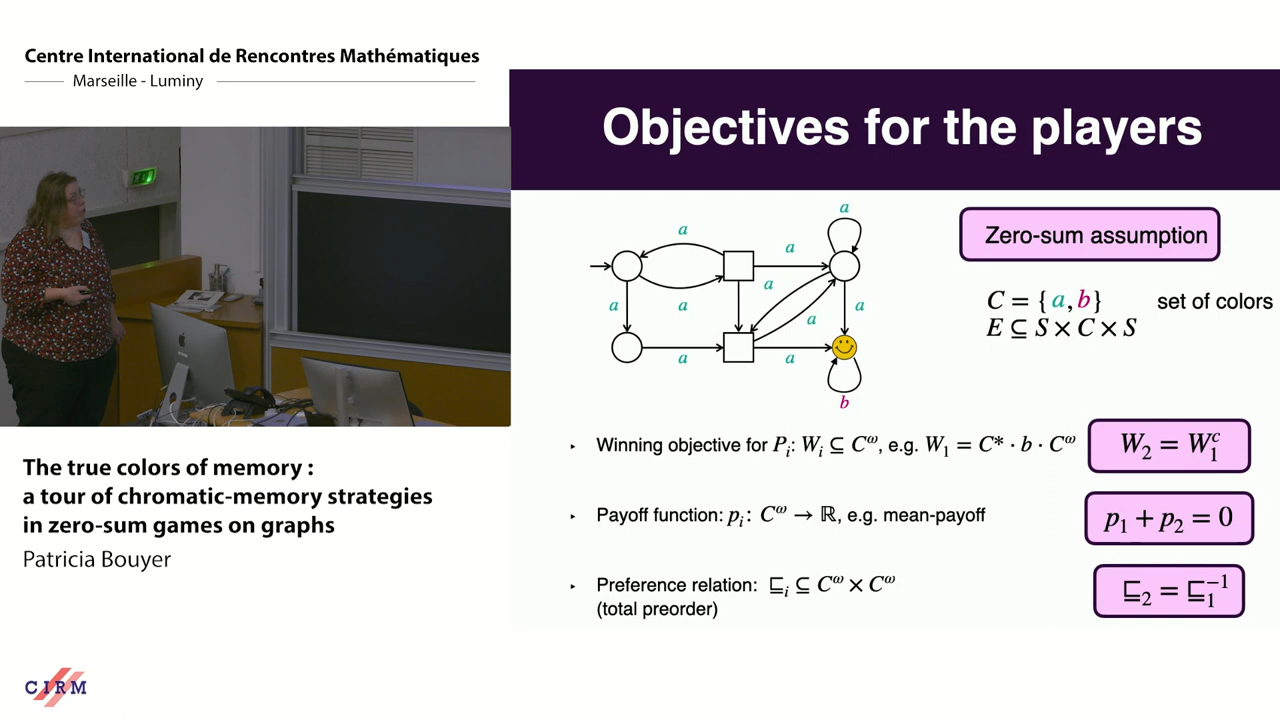 Centre International de Rencontres Mathématiques
Marseille - Luminy
Objectives for the players
a
a
a
a
a
a
a
a
a
a
b
Zero-sum assumption
C = {a, b} set of colors
E ⊆ S × C × S
‣ Winning objective for P_i: W_i ⊆ C^ω, e.g. W_1 = C* · b · C^ω
W_2 = W_1^c
‣ Payoff function: p_i : C^ω → ℝ, e.g. mean-payoff
p_1 + p_2 = 0
‣ Preference relation: ⊑_i ⊆ C^ω × C^ω
(total preorder)
⊑_2 = ⊑_1^{-1}
The true colors of memory :
a tour of chromatic-memory strategies
in zero-sum games on graphs
Patricia Bouyer
CIRM